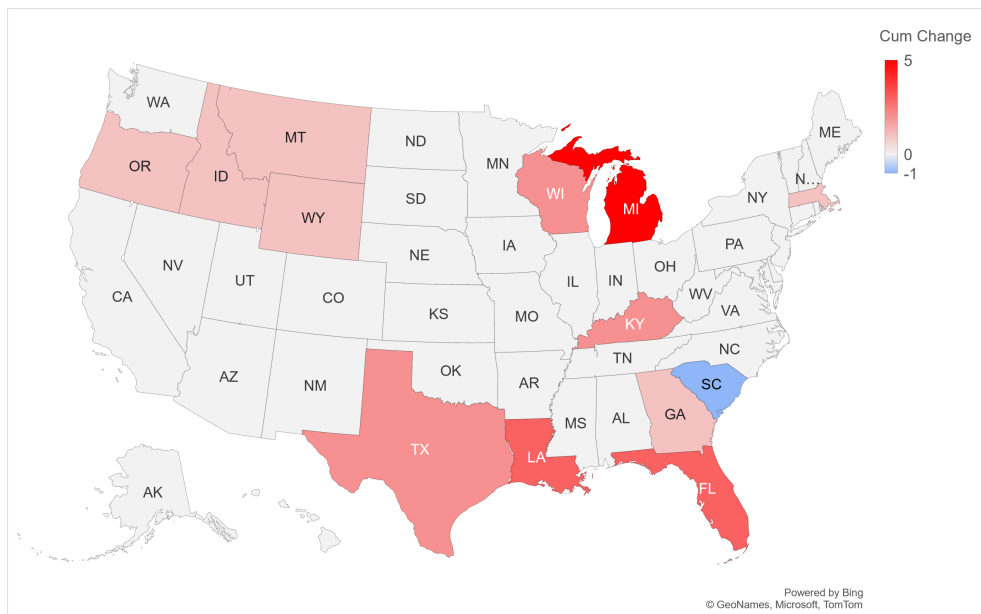 Cum Change
5
0
-1
WA
ME
MT
ND
MN
OR
ID
WI
N...
SD
NY
MI
WY
IA
PA
NE
NV
OH
IL
IN
UT
WV
CO
CA
VA
KS
MO
KY
NC
TN
OK
AZ
NM
AR
SC
MS
AL
GA
TX
LA
FL
AK
Powered by Bing
© GeoNames, Microsoft, TomTom